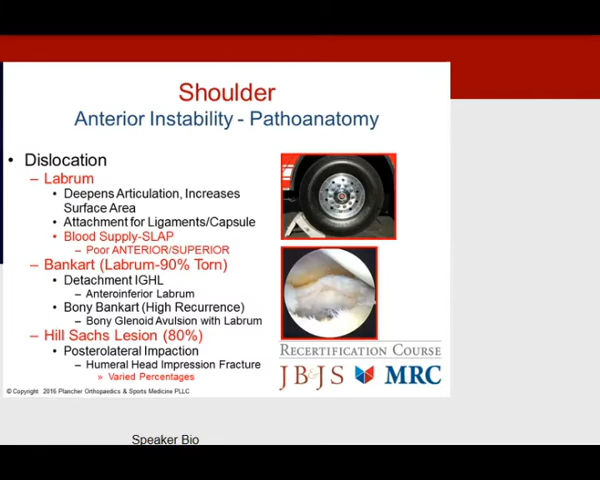 Shoulder
Anterior Instability - Pathoanatomy
• Dislocation
– Labrum
• Deepens Articulation, Increases
Surface Area
• Attachment for Ligaments/Capsule
• Blood Supply-SLAP
– Poor ANTERIOR/SUPERIOR
– Bankart (Labrum-90% Torn)
• Detachment IGHL
– Anteroinferior Labrum
• Bony Bankart (High Recurrence)
– Bony Glenoid Avulsion with Labrum
– Hill Sachs Lesion (80%)
• Posterolateral Impaction
– Humeral Head Impression Fracture
» Varied Percentages
RECERTIFICATION COURSE
JB&JS MRC
© Copyright 2016 Plancher Orthopaedics & Sports Medicine PLLC
Speaker Bio